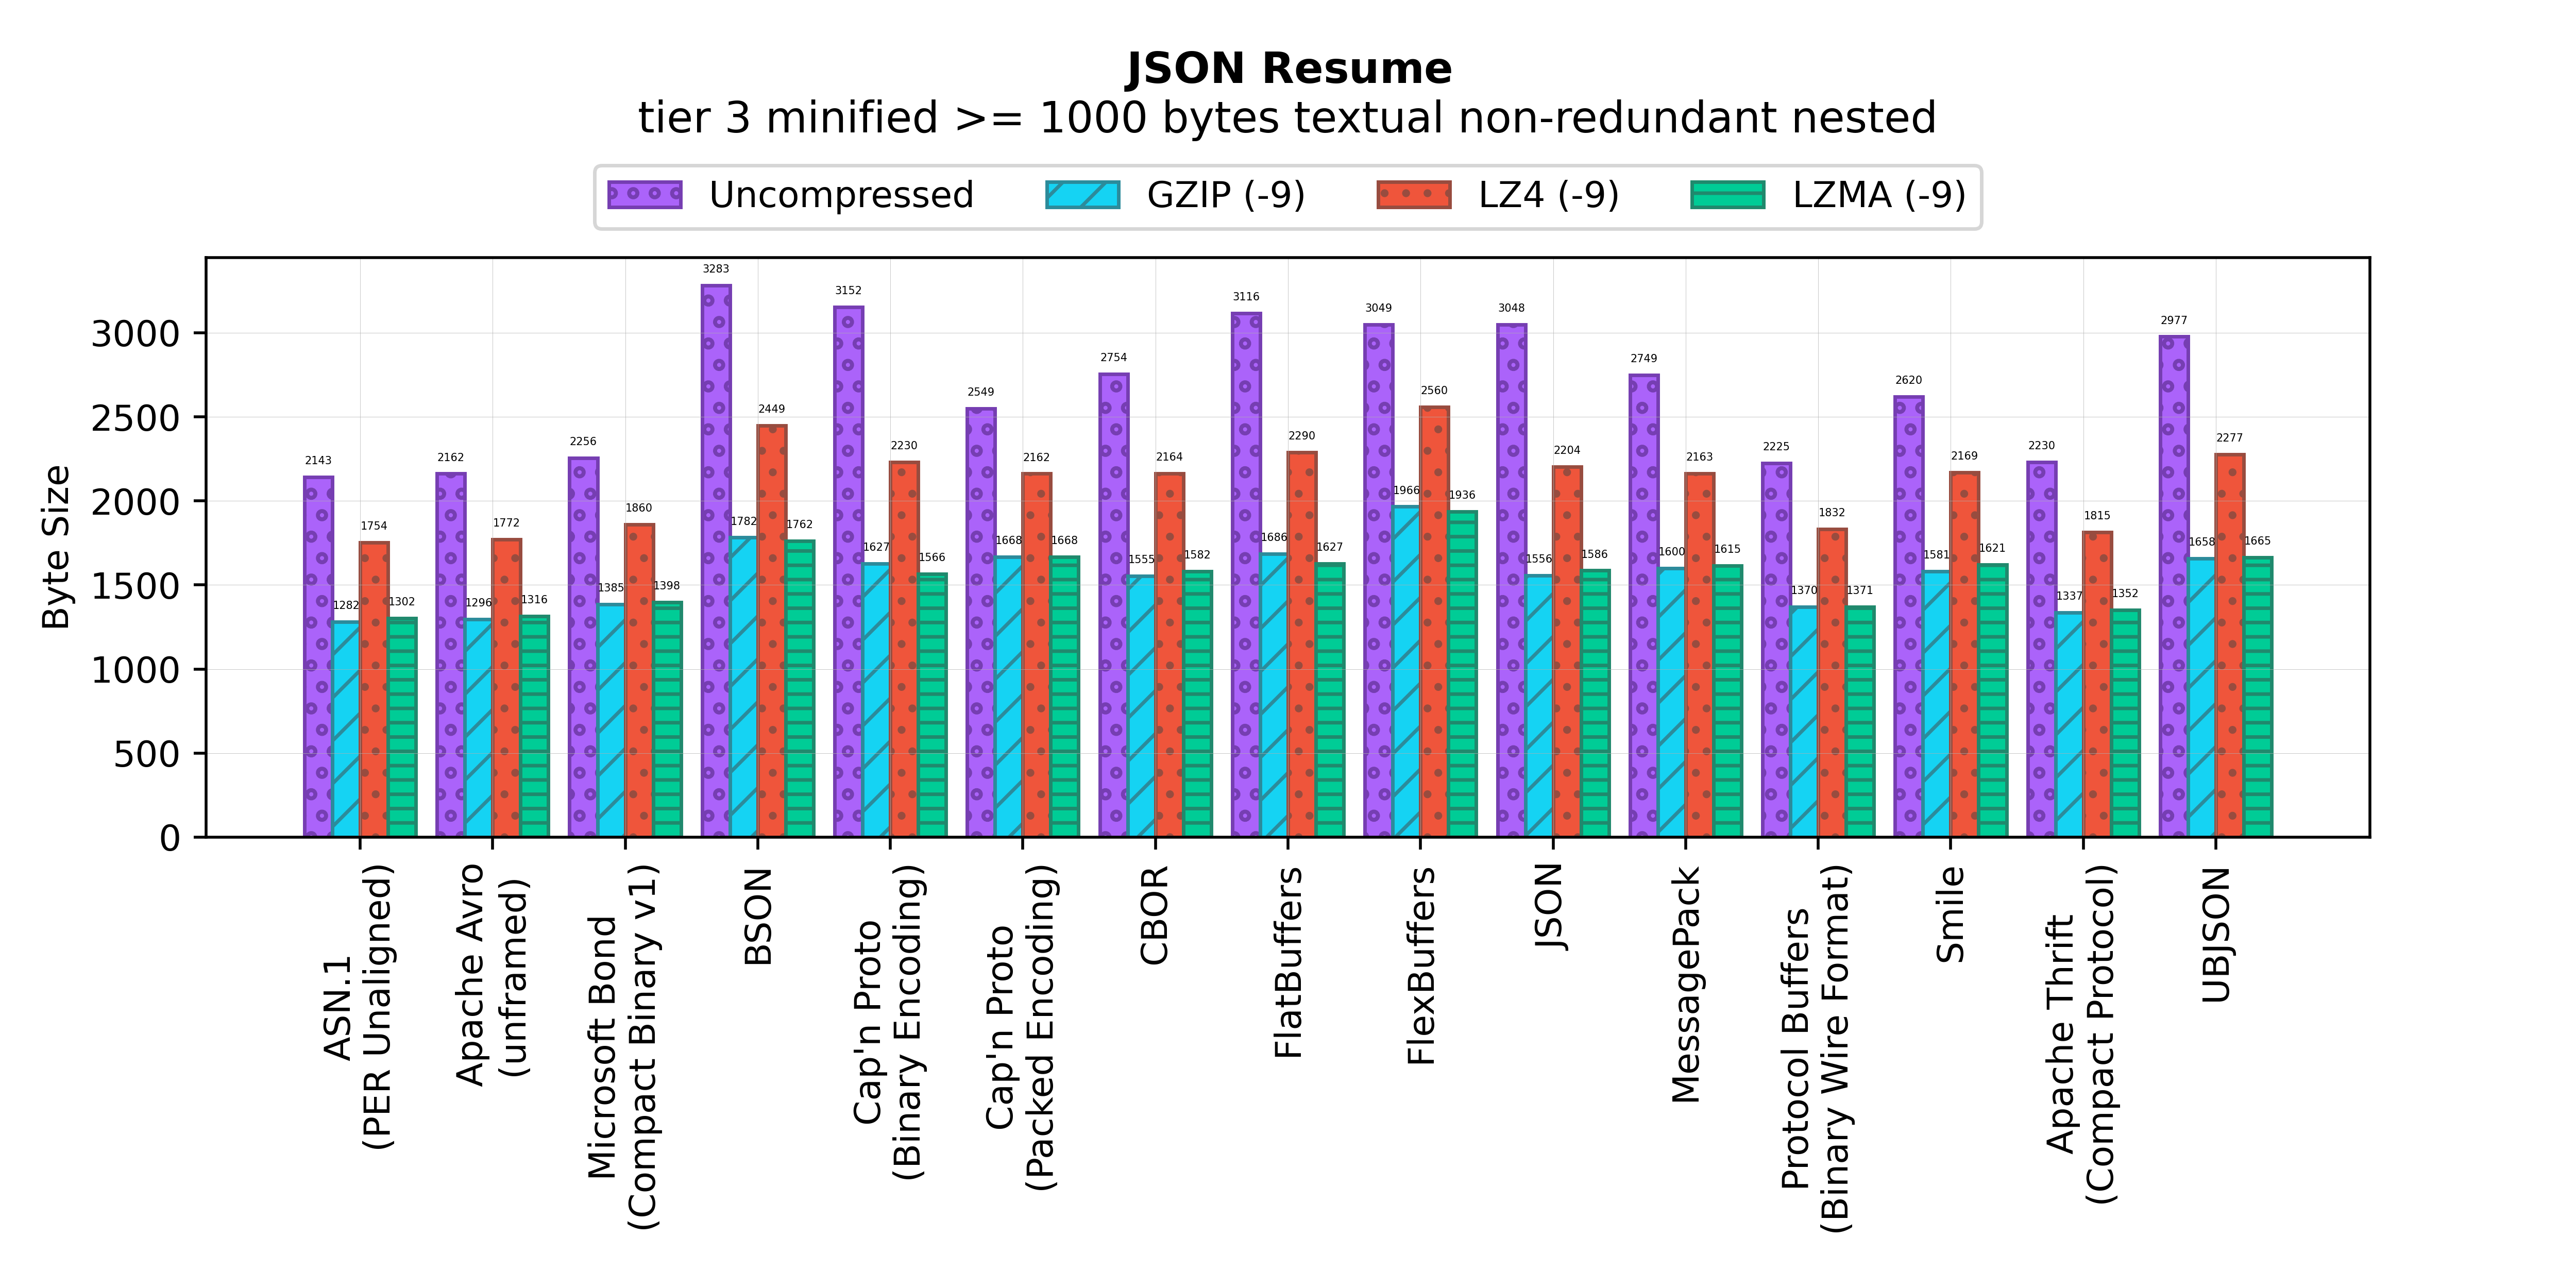 JSON Resume
tier 3 minified >= 1000 bytes textual non-redundant nested
Uncompressed
GZIP (-9)
LZ4 (-9)
LZMA (-9)
Byte Size
3000
2500
2000
1500
1000
500
0
2143
1282
1754
1302
2162
1296
1772
1316
2256
1385
1860
1398
3283
1782
2449
1762
3152
1627
2230
1566
2549
1668
2162
1668
2754
1555
2164
1582
3116
1686
2290
1627
3049
1966
2560
1936
3048
1556
2204
1586
2749
1600
2163
1615
2225
1370
1832
1371
2620
1581
2169
1621
2230
1337
1815
1352
2977
1658
2277
1665
ASN.1
(PER Unaligned)
Apache Avro
(unframed)
Microsoft Bond
(Compact Binary v1)
BSON
Cap'n Proto
(Binary Encoding)
Cap'n Proto
(Packed Encoding)
CBOR
FlatBuffers
FlexBuffers
JSON
MessagePack
Protocol Buffers
(Binary Wire Format)
Smile
Apache Thrift
(Compact Protocol)
UBJSON